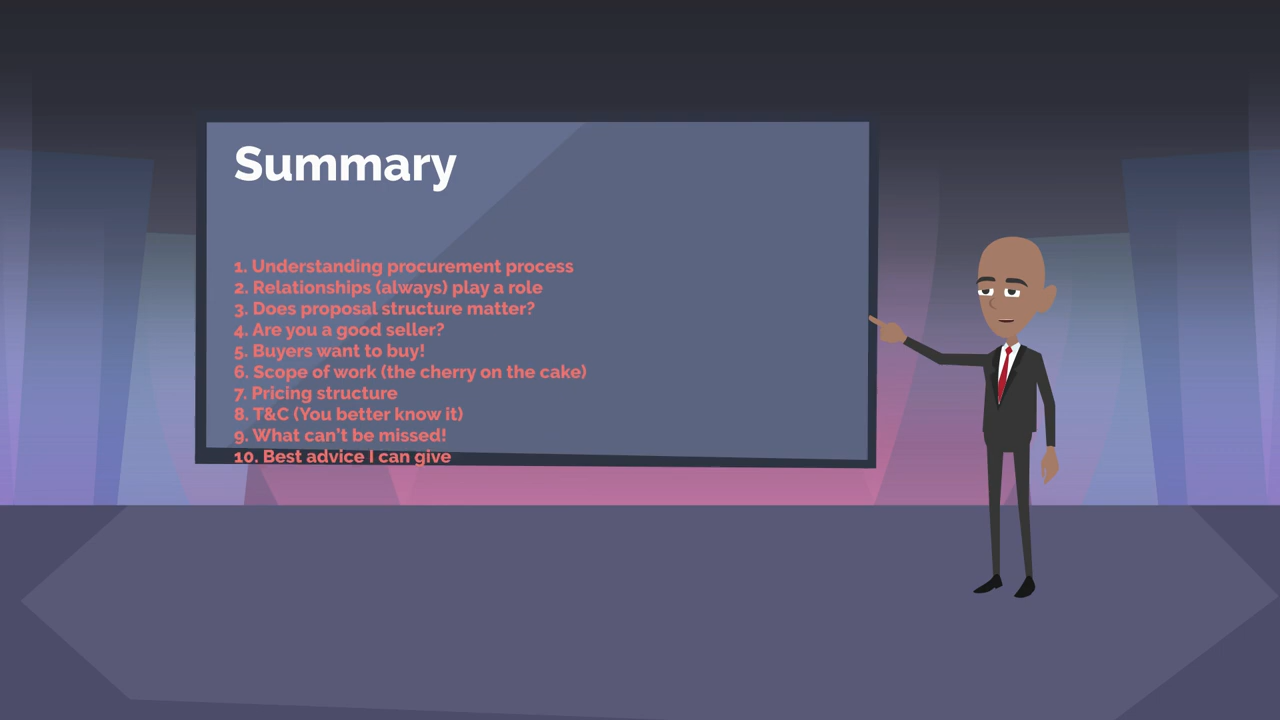 Summary
1. Understanding procurement process
2. Relationships (always) play a role
3. Does proposal structure matter?
4. Are you a good seller?
5. Buyers want to buy!
6. Scope of work (the cherry on the cake)
7. Pricing structure
8. T&C (You better know it)
9. What can't be missed!
10. Best advice I can give